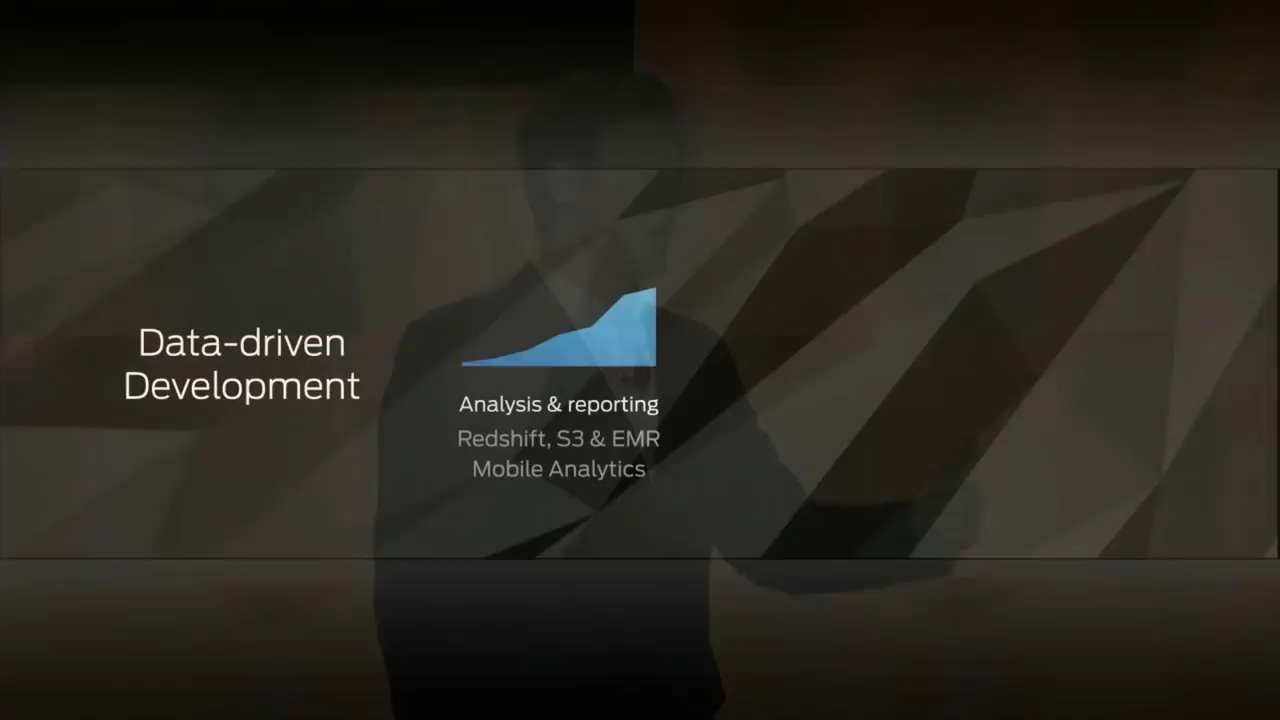 Data-driven
Development
Analysis & reporting
Redshift, S3 & EMR
Mobile Analytics